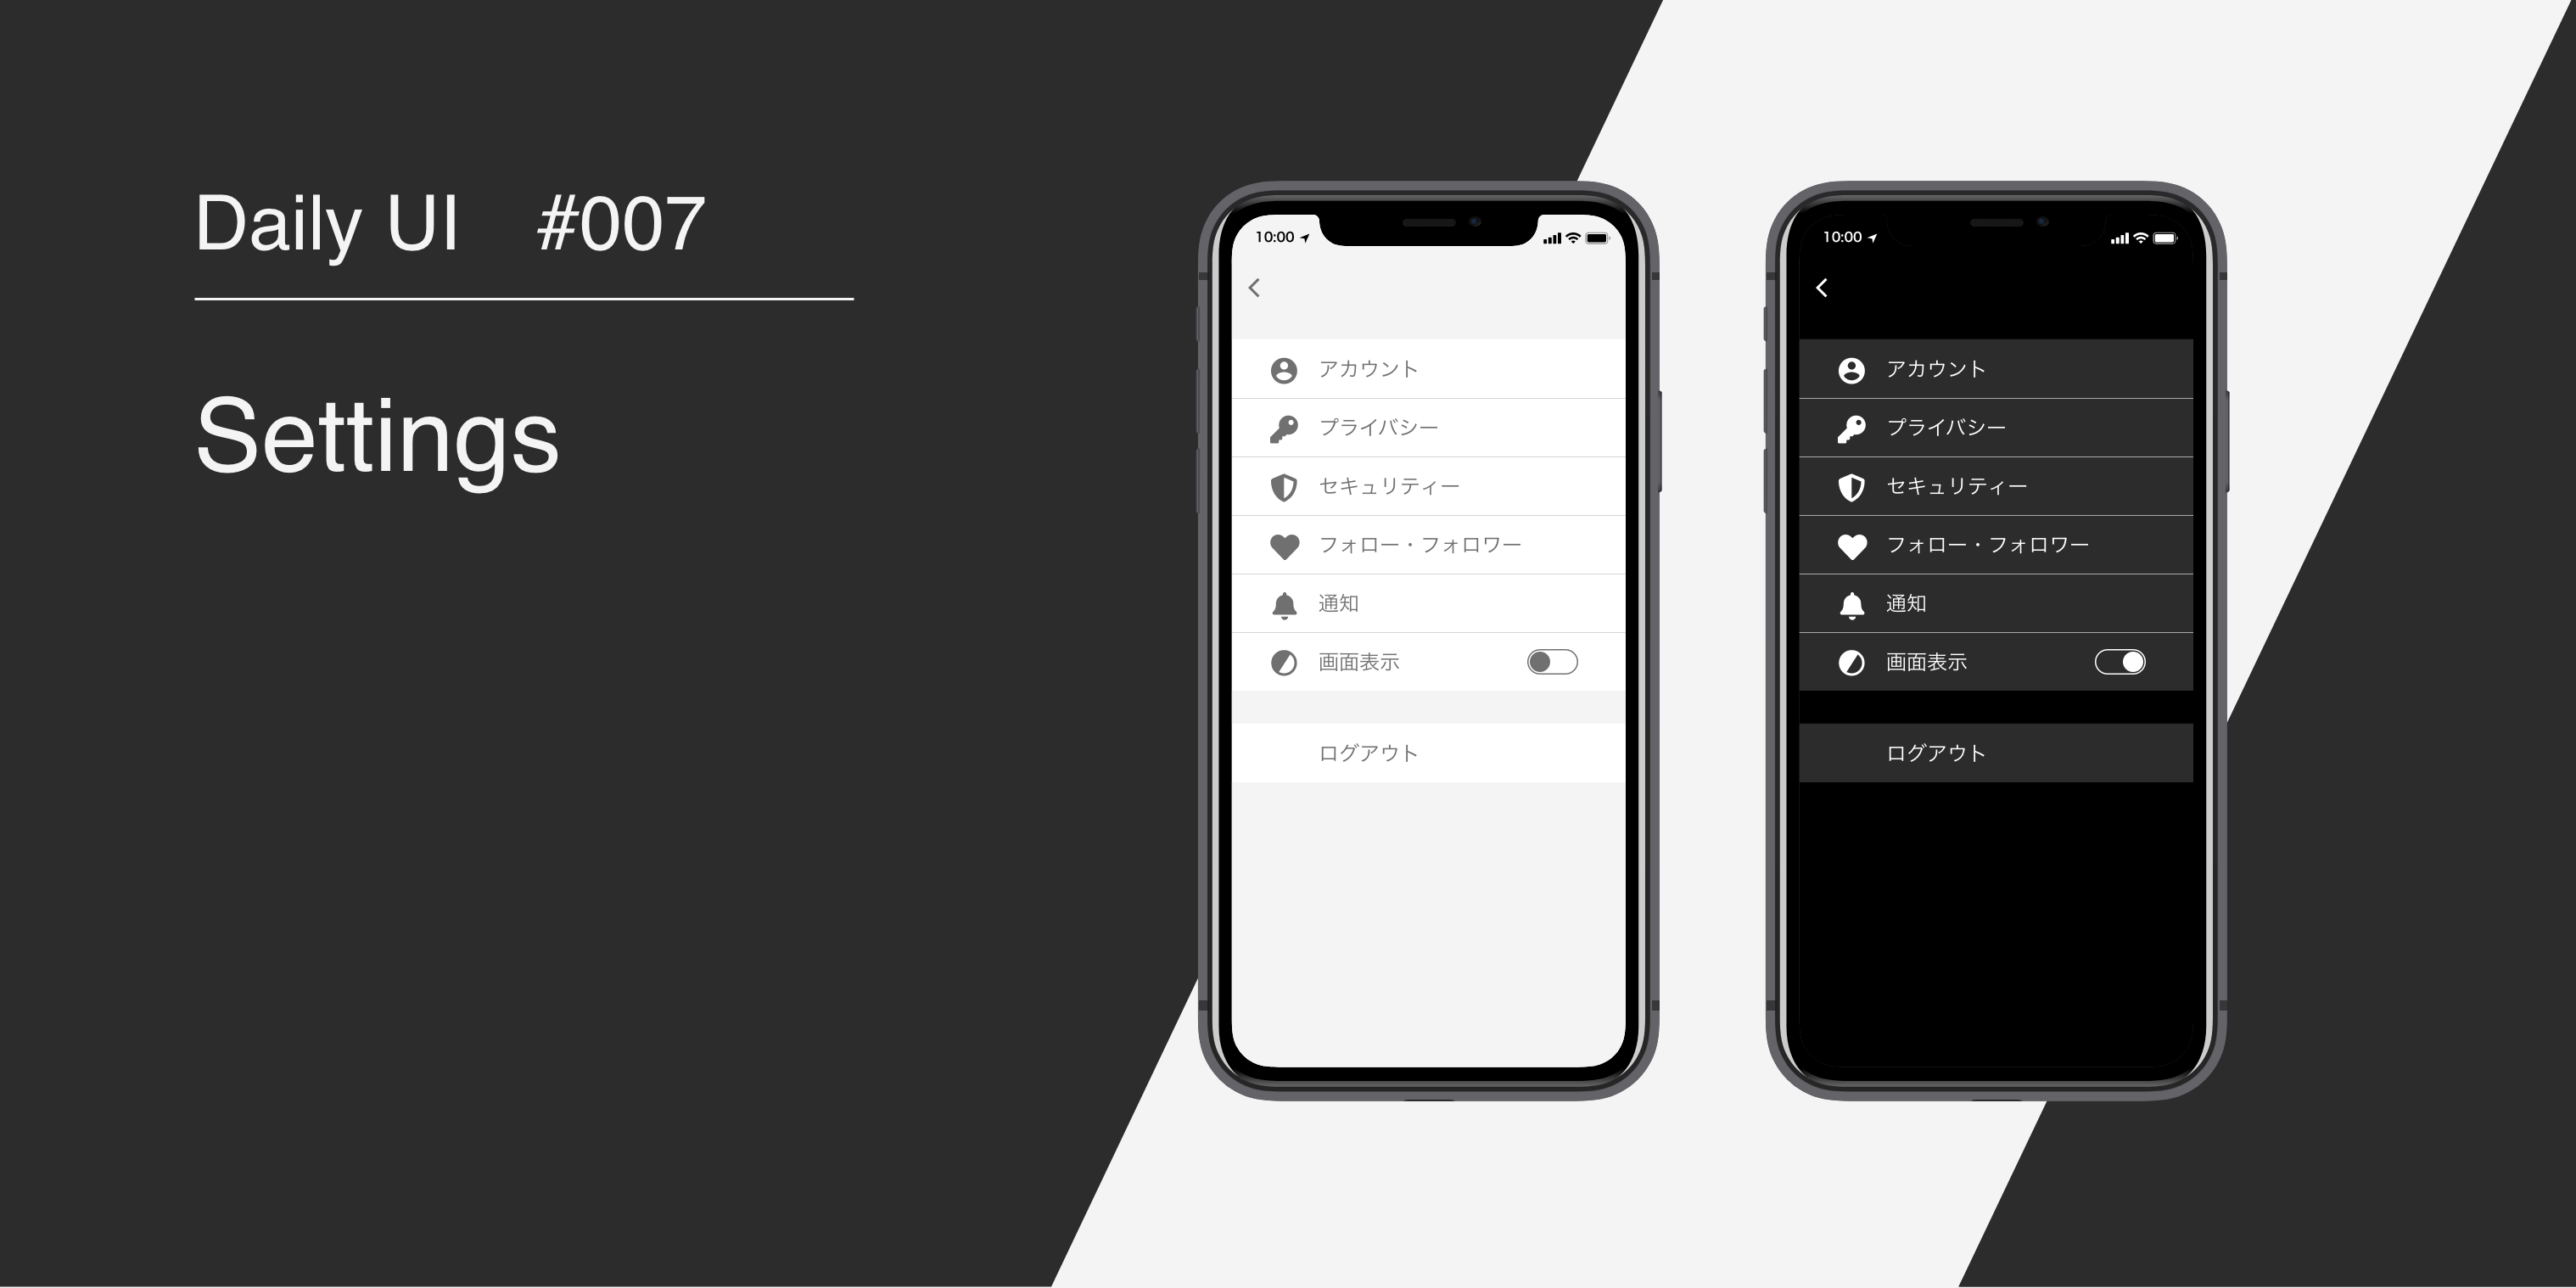 Daily UI #007
Settings
10:00
アカウント
プライバシー
セキュリティー
フォロー・フォロワー
通知
画面表示
ログアウト
10:00
アカウント
プライバシー
セキュリティー
フォロー・フォロワー
通知
画面表示
ログアウト